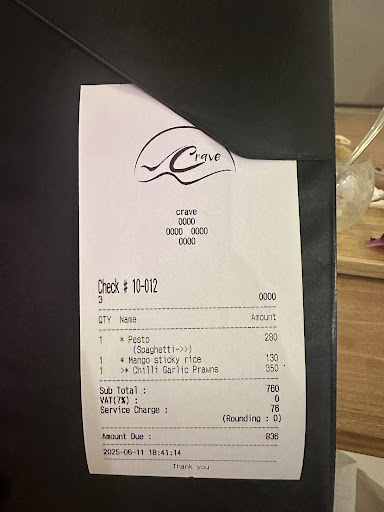 Crave
crave
0000
0000 0000
0000
Check # 10-012
3 0000
QTY Name Amount
1 * Pesto 280
(Spaghetti->>)
1 * Mango sticky rice 130
1 >* Chilli Garlic Prawns 350
Sub Total : 760
VAT(7%) : 0
Service Charge : 76
(Rounding : 0)
Amount Due : 836
2025-06-11 18:41:14
Thank you